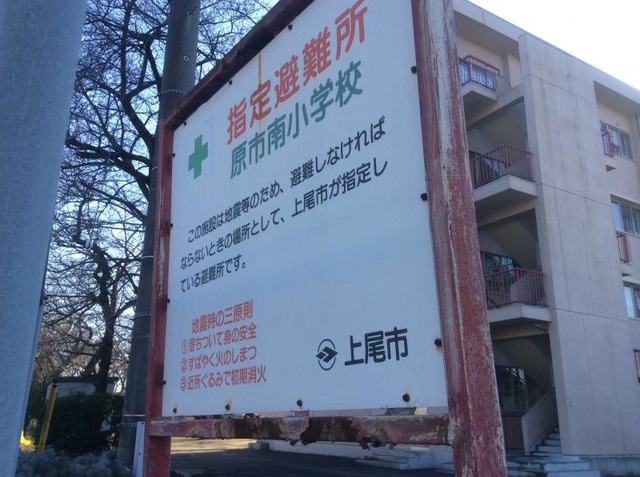 指定避難所
原市南小学校
この施設は地震等のため、避難しなければ
ならないときの場所として、上尾市が指定し
ている避難所です。
地震時の三原則
①落ちついて身の安全
②すばやく火のしまつ
③近所ぐるみで初期消火
上尾市